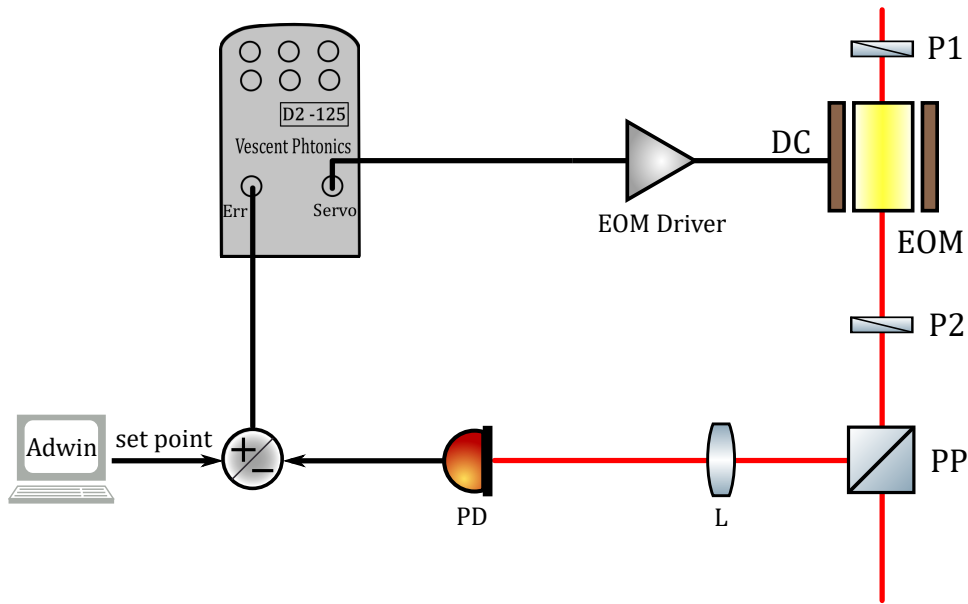 P1
D2 -125
Vescent Phtonics
DC
Err
Servo
EOM Driver
EOM
P2
Adwin
set point
+
-
PD
L
PP